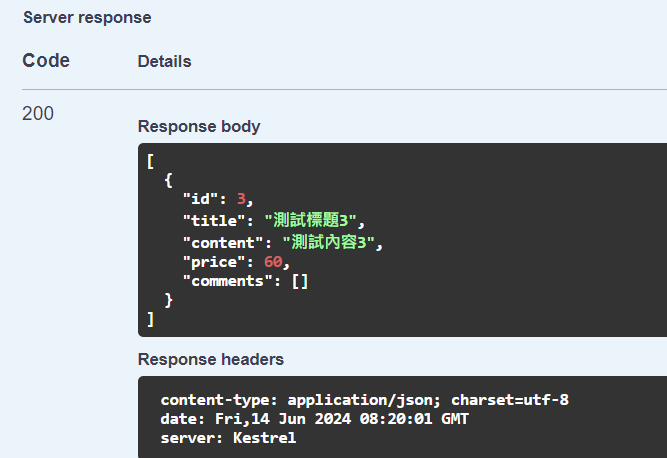 Server response
Code Details
200
Response body
[
{
"id": 3,
"title": "測試標題3",
"content": "測試內容3",
"price": 60,
"comments": []
}
]
Response headers
content-type: application/json; charset=utf-8
date: Fri,14 Jun 2024 08:20:01 GMT
server: Kestrel